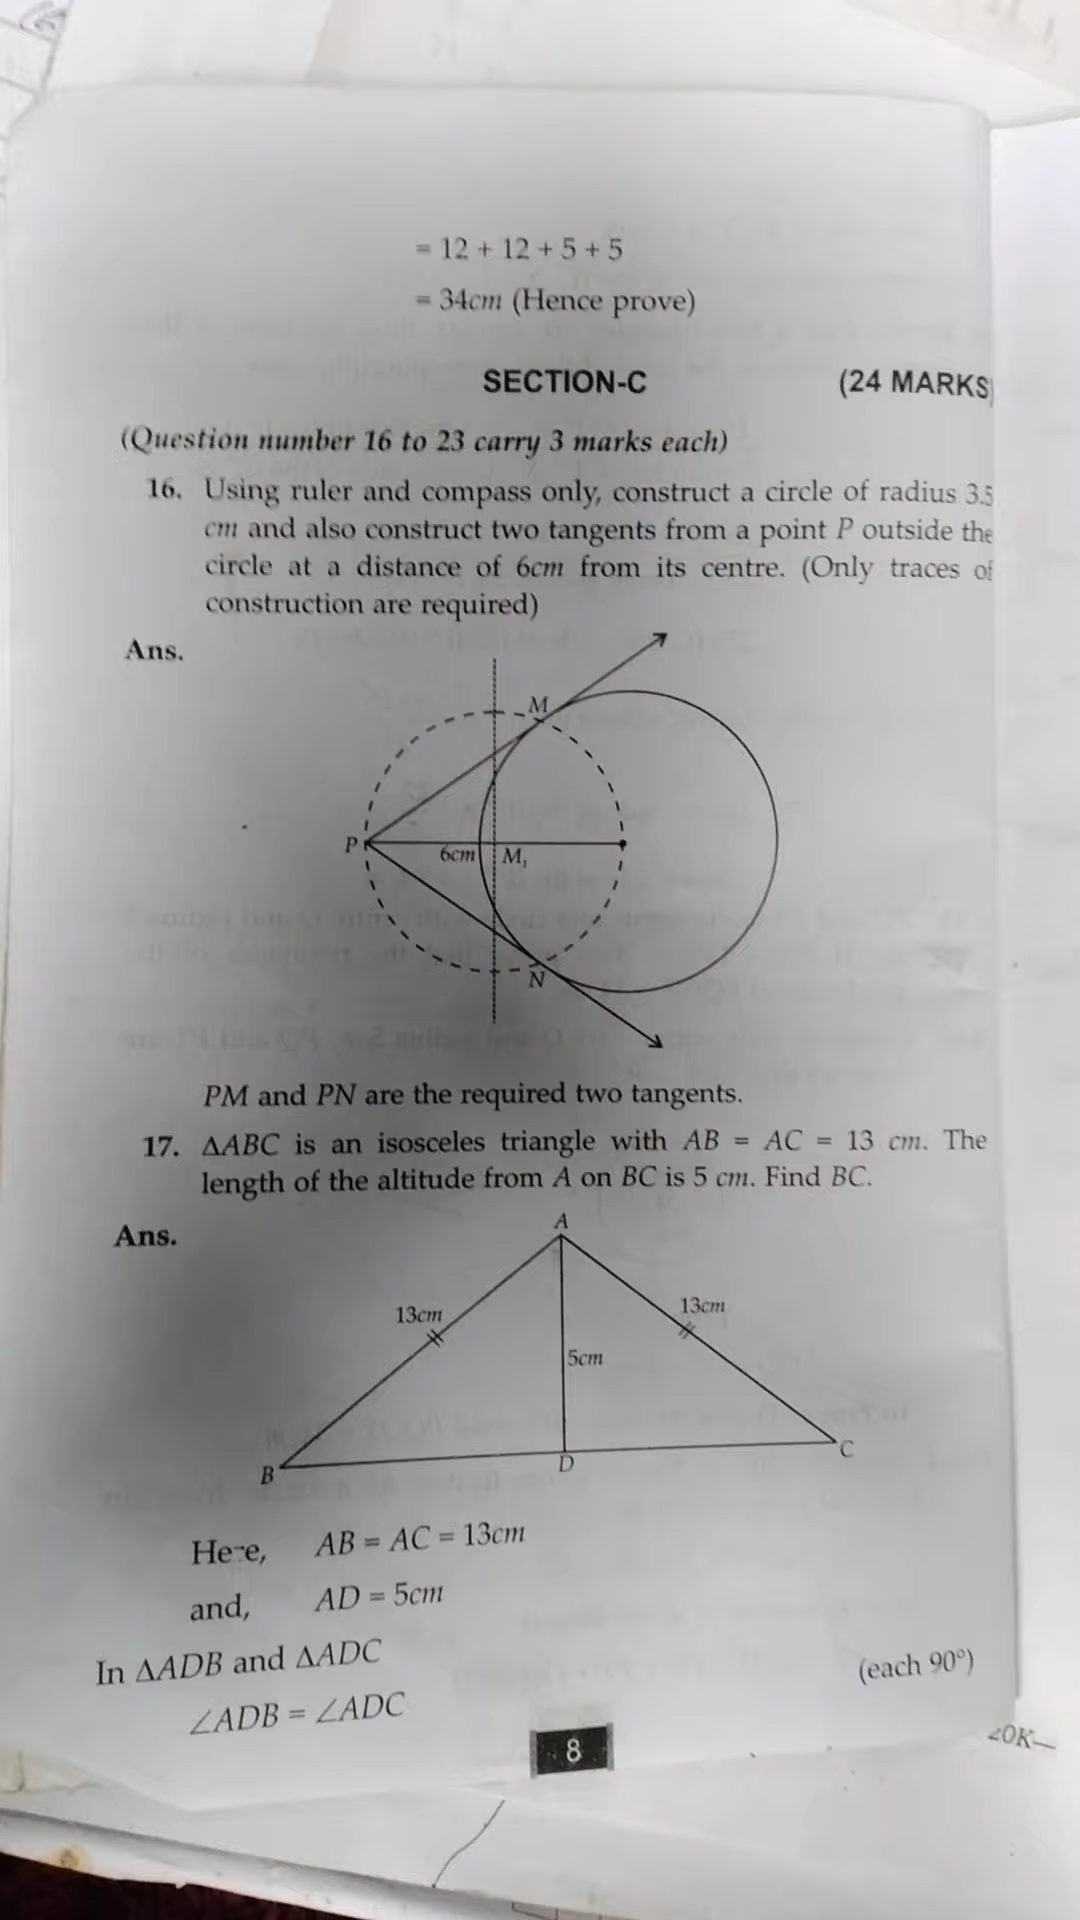 = 12 + 12 + 5 + 5
= 34cm (Hence prove)
SECTION-C (24 MARKS)
(Question number 16 to 23 carry 3 marks each)
16. Using ruler and compass only, construct a circle of radius 3.5
cm and also construct two tangents from a point P outside the
circle at a distance of 6cm from its centre. (Only traces of
construction are required)
Ans.
M
P
6cm
M₁
N
PM and PN are the required two tangents.
17. ΔABC is an isosceles triangle with AB = AC = 13 cm. The
length of the altitude from A on BC is 5 cm. Find BC.
Ans.
A
13cm
13cm
5cm
B
D
C
Here, AB = AC = 13cm
and, AD = 5cm
In ΔADB and ΔADC
∠ADB = ∠ADC (each 90°)
8